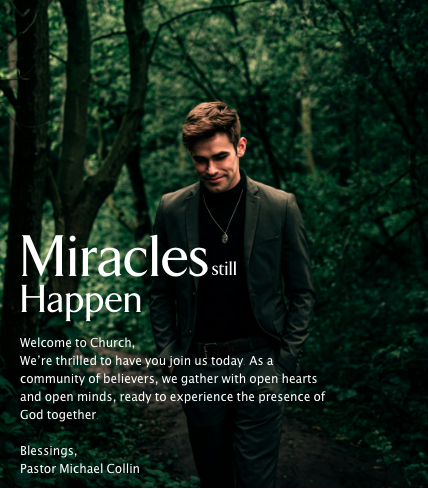 Miracles still
Happen
Welcome to Church,
We're thrilled to have you join us today  As a
community of believers, we gather with open hearts
and open minds, ready to experience the presence of
God together
Blessings,
Pastor Michael Collin